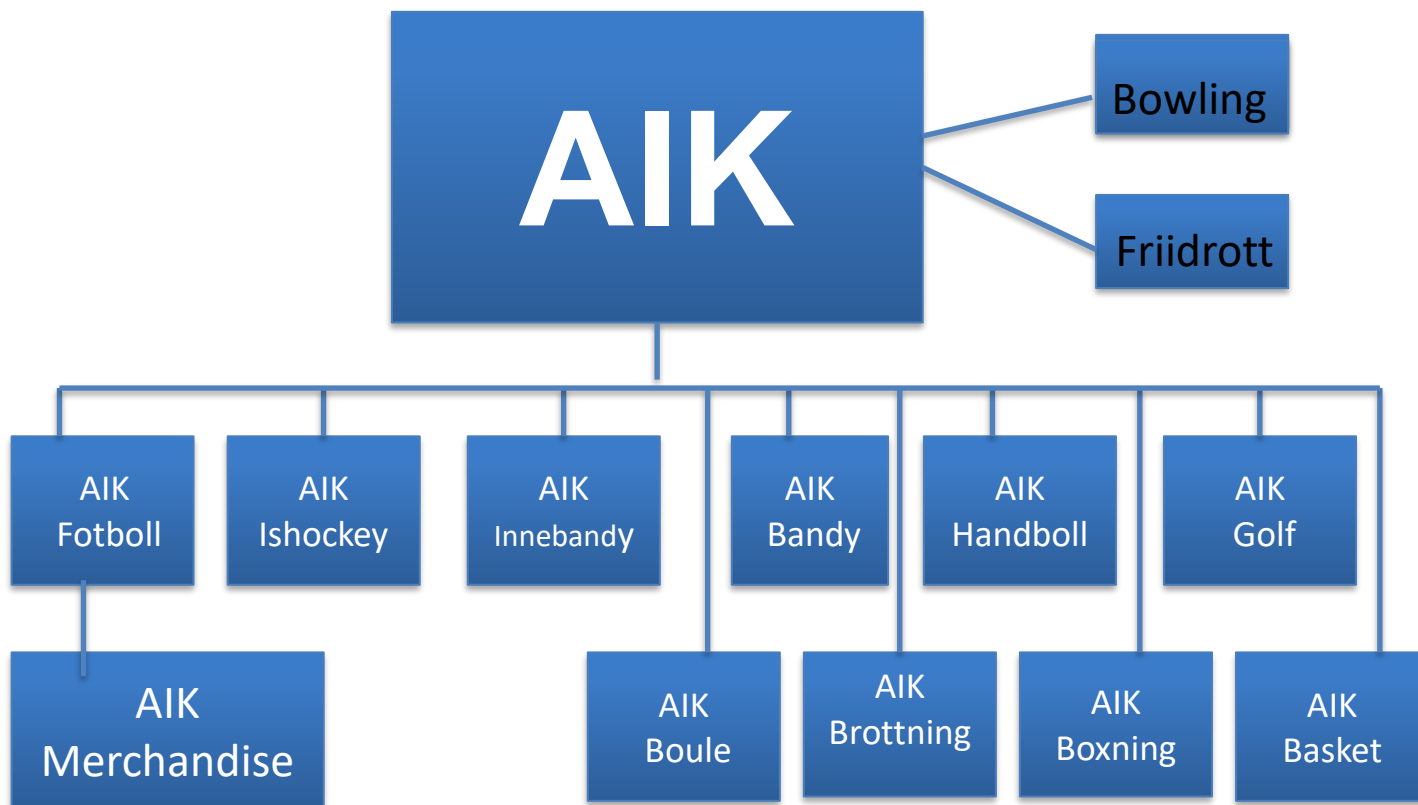 AIK
Bowling
Friidrott
AIK
Fotboll
AIK
Ishockey
AIK
Innebandy
AIK
Bandy
AIK
Handboll
AIK
Golf
AIK
Merchandise
AIK
Boule
AIK
Brottning
AIK
Boxning
AIK
Basket